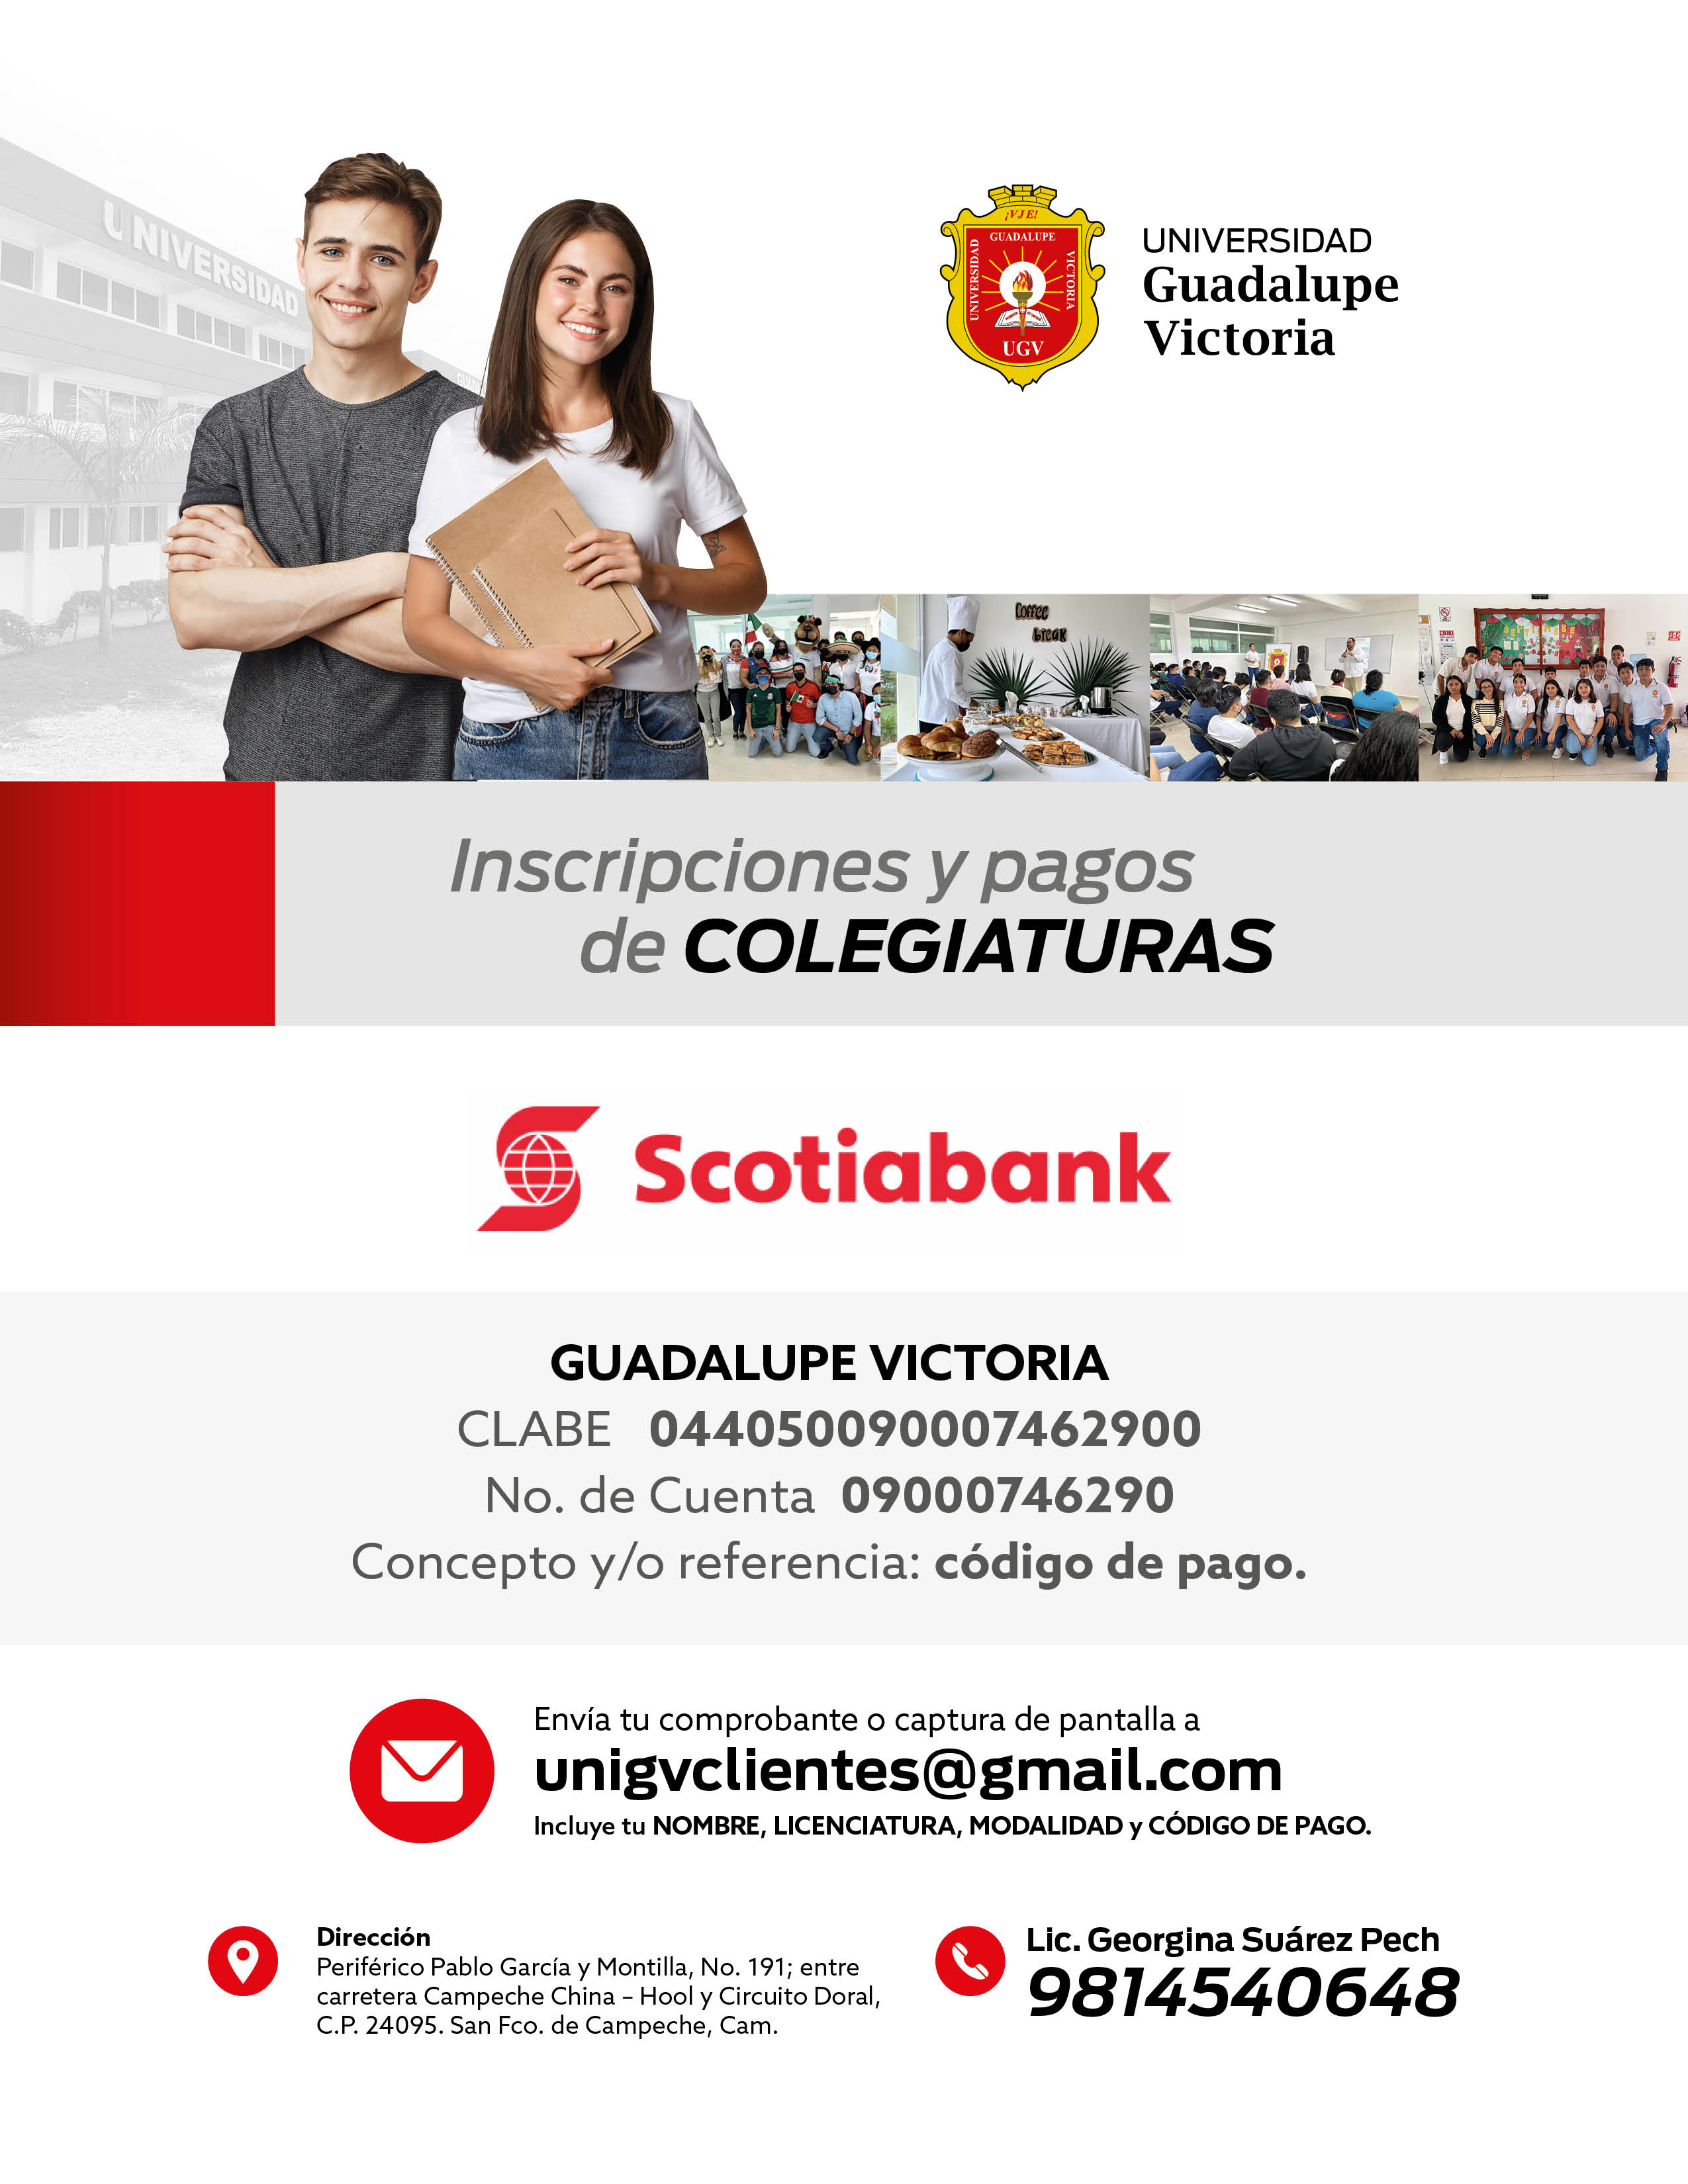 UNIVERSIDAD
¡VJE!
GUADALUPE
UNIVERSIDAD
VICTORIA
UGV
UNIVERSIDAD
Guadalupe
Victoria
Coffee
break
Inscripciones y pagos
de COLEGIATURAS
Scotiabank
GUADALUPE VICTORIA
CLABE 044050090007462900
No. de Cuenta 09000746290
Concepto y/o referencia: código de pago.
Envía tu comprobante o captura de pantalla a
unigvclientes@gmail.com
Incluye tu NOMBRE, LICENCIATURA, MODALIDAD y CÓDIGO DE PAGO.
Dirección
Periférico Pablo García y Montilla, No. 191; entre
carretera Campeche China – Hool y Circuito Doral,
C.P. 24095. San Fco. de Campeche, Cam.
Lic. Georgina Suárez Pech
9814540648